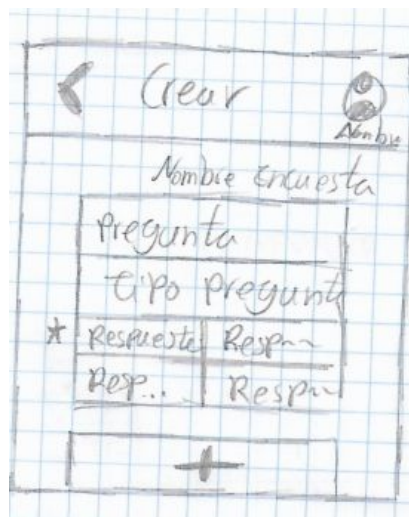 Crear
Nombre
Nombre Encuesta
Pregunta
tipo pregunta
* Respuesta Resp
Resp... Resp
+